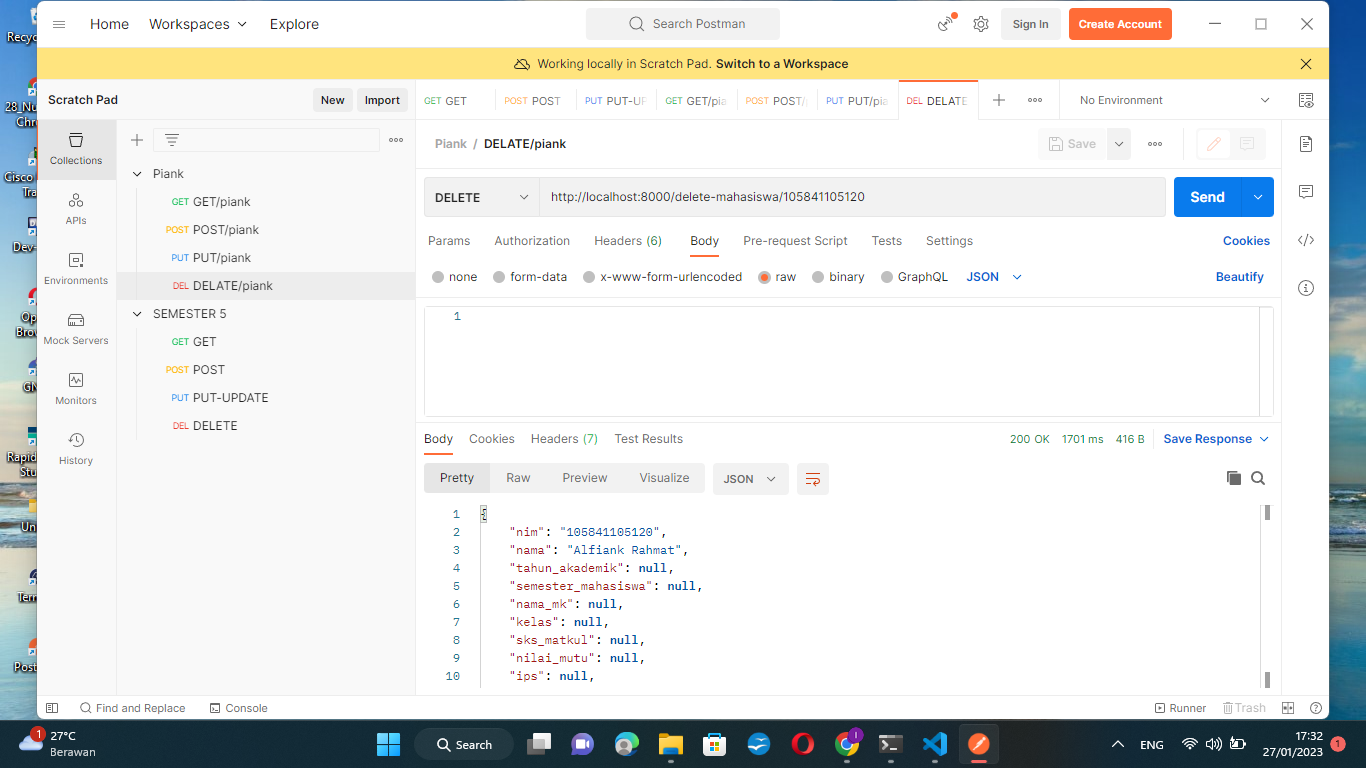 Home
Workspaces
Explore
Search Postman
Sign In
Create Account
Working locally in Scratch Pad. Switch to a Workspace
Scratch Pad
New
Import
GET GET
POST POST
PUT PUT-UP
GET GET/pia
POST POST/
PUT PUT/pia
DEL DELATE
No Environment
Collections
APIs
Environments
Mock Servers
Monitors
History
Piank
GET GET/piank
POST POST/piank
PUT PUT/piank
DEL DELATE/piank
SEMESTER 5
GET GET
POST POST
PUT PUT-UPDATE
DEL DELETE
Piank / DELATE/piank
Save
DELETE
http://localhost:8000/delete-mahasiswa/105841105120
Send
Params
Authorization
Headers (6)
Body
Pre-request Script
Tests
Settings
Cookies
none
form-data
x-www-form-urlencoded
raw
binary
GraphQL
JSON
Beautify
1
Body
Cookies
Headers (7)
Test Results
200 OK
1701 ms
416 B
Save Response
Pretty
Raw
Preview
Visualize
JSON
1 {
2 "nim": "105841105120",
3 "nama": "Alfiank Rahmat",
4 "tahun_akademik": null,
5 "semester_mahasiswa": null,
6 "nama_mk": null,
7 "kelas": null,
8 "sks_matkul": null,
9 "nilai_mutu": null,
10 "ips": null,
Find and Replace
Console
Runner
Trash
1
27°C
Berawan
Search
ENG
17:32
27/01/2023
1